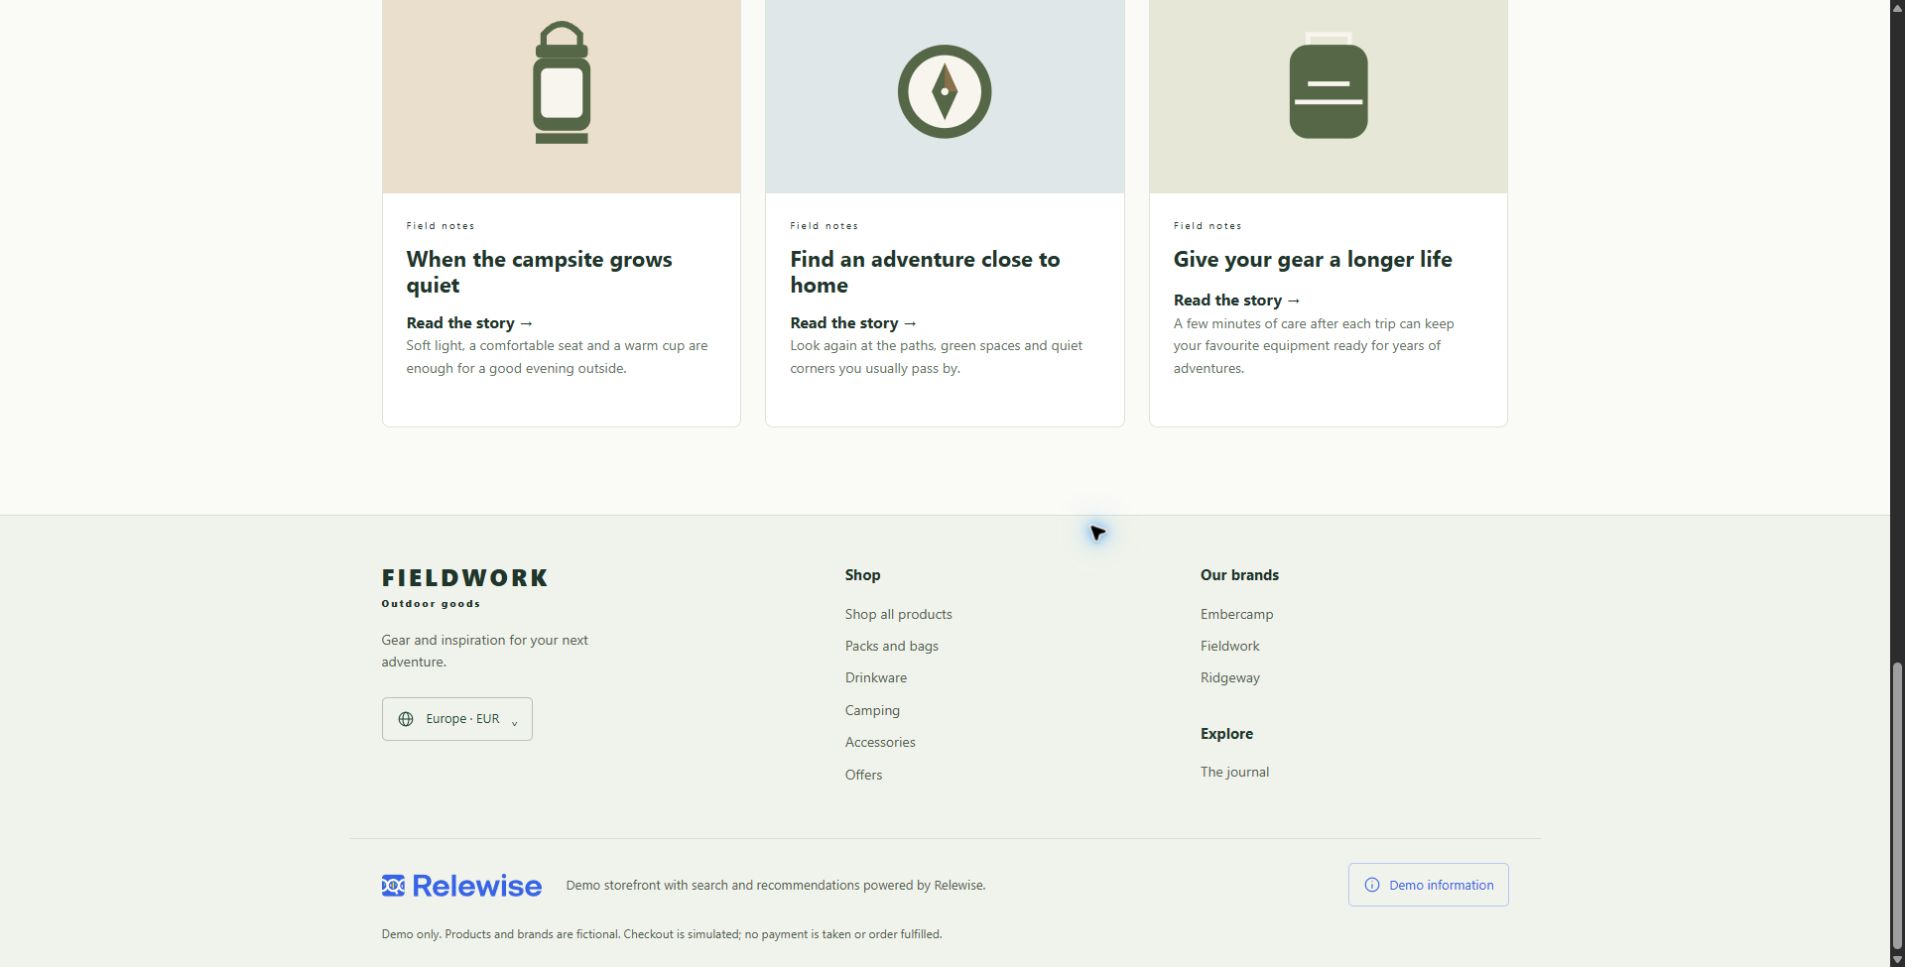 Field notes
When the campsite grows
quiet
Read the story →
Soft light, a comfortable seat and a warm cup are
enough for a good evening outside.
Field notes
Find an adventure close to
home
Read the story →
Look again at the paths, green spaces and quiet
corners you usually pass by.
Field notes
Give your gear a longer life
Read the story →
A few minutes of care after each trip can keep
your favourite equipment ready for years of
adventures.
FIELDWORK
Outdoor goods
Gear and inspiration for your next
adventure.
Europe · EUR
Shop
Shop all products
Packs and bags
Drinkware
Camping
Accessories
Offers
Our brands
Embercamp
Fieldwork
Ridgeway
Explore
The journal
Relewise
Demo storefront with search and recommendations powered by Relewise.
Demo information
Demo only. Products and brands are fictional. Checkout is simulated; no payment is taken or order fulfilled.